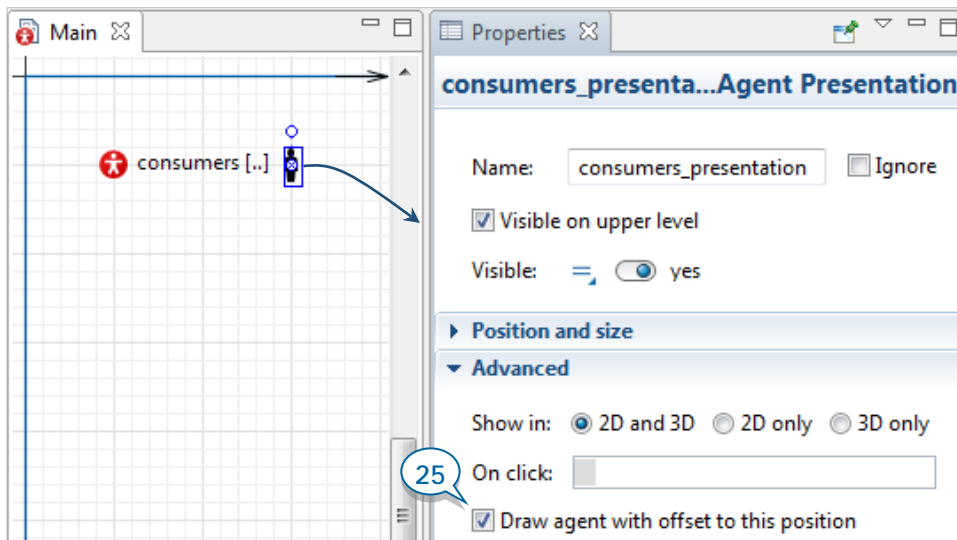 Main
consumers [..]
Properties
consumers_presenta...Agent Presentation
Name: consumers_presentation Ignore
Visible on upper level
Visible: yes
Position and size
Advanced
Show in: 2D and 3D 2D only 3D only
On click:
25
Draw agent with offset to this position